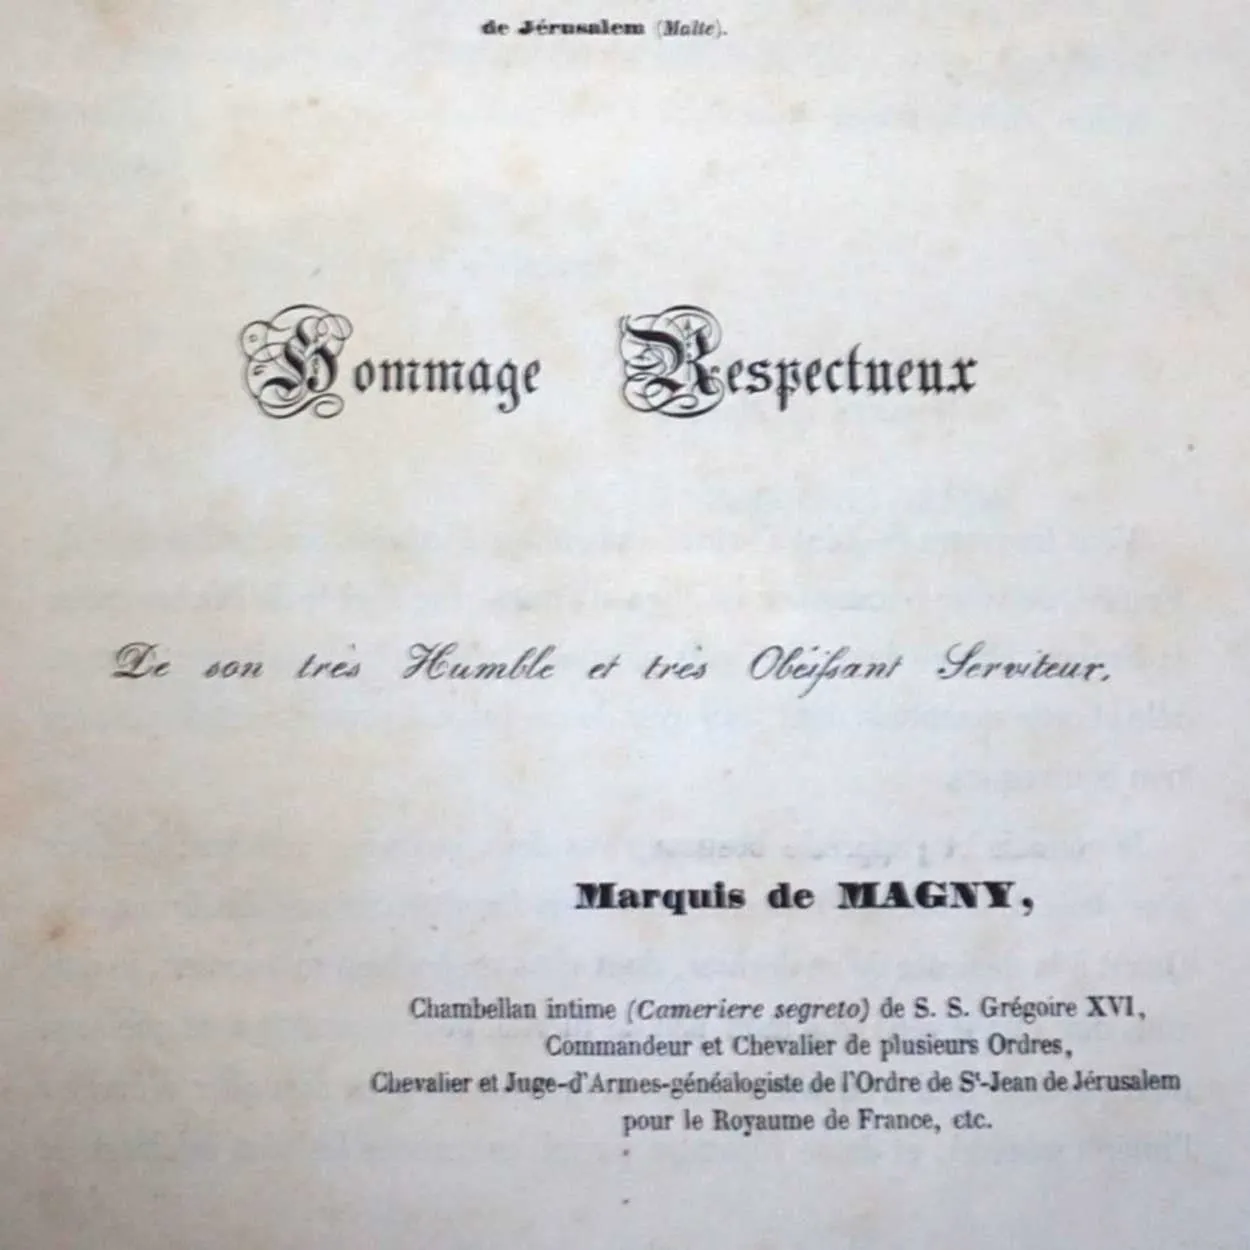 de Jérusalem (Malte).
Hommage Respectueux
De son très Humble et très Obéissant Serviteur,
Marquis de MAGNY,
Chambellan intime (Cameriere segreto) de S. S. Grégoire XVI,
Commandeur et Chevalier de plusieurs Ordres,
Chevalier et Juge-d'Armes-généalogiste de l'Ordre de St-Jean de Jérusalem
pour le Royaume de France, etc.